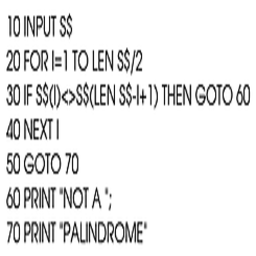 10 INPUT S$
20 FOR I=1 TO LEN S$/2
30 IF S$(I)<>S$(LEN S$-I+1) THEN GOTO 60
40 NEXT I
50 GOTO 70
60 PRINT "NOT A ";
70 PRINT "PALINDROME"